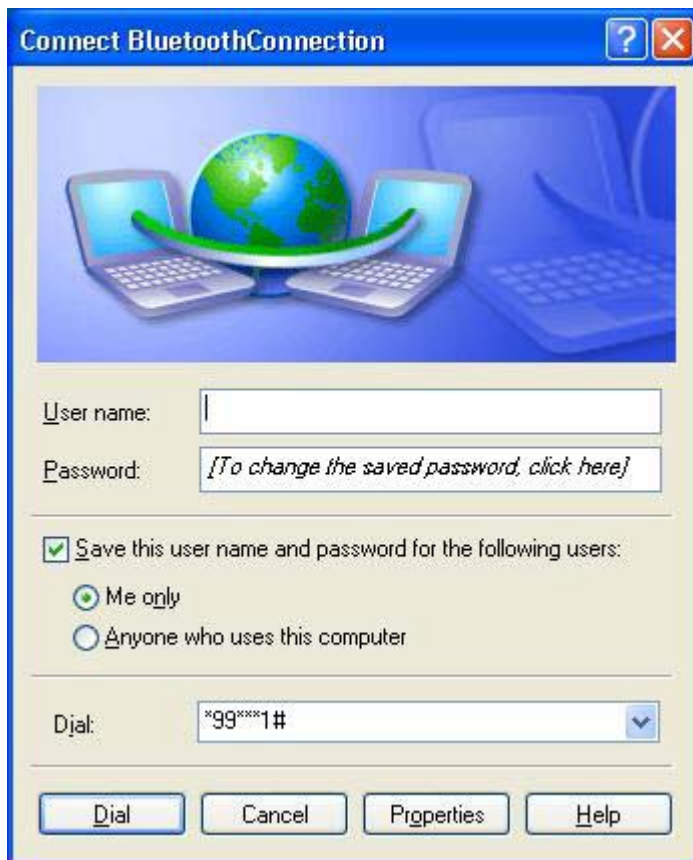 Connect BluetoothConnection
User name:
Password: [To change the saved password, click here]
Save this user name and password for the following users:
Me only
Anyone who uses this computer
Dial: *99***1#
Dial Cancel Properties Help